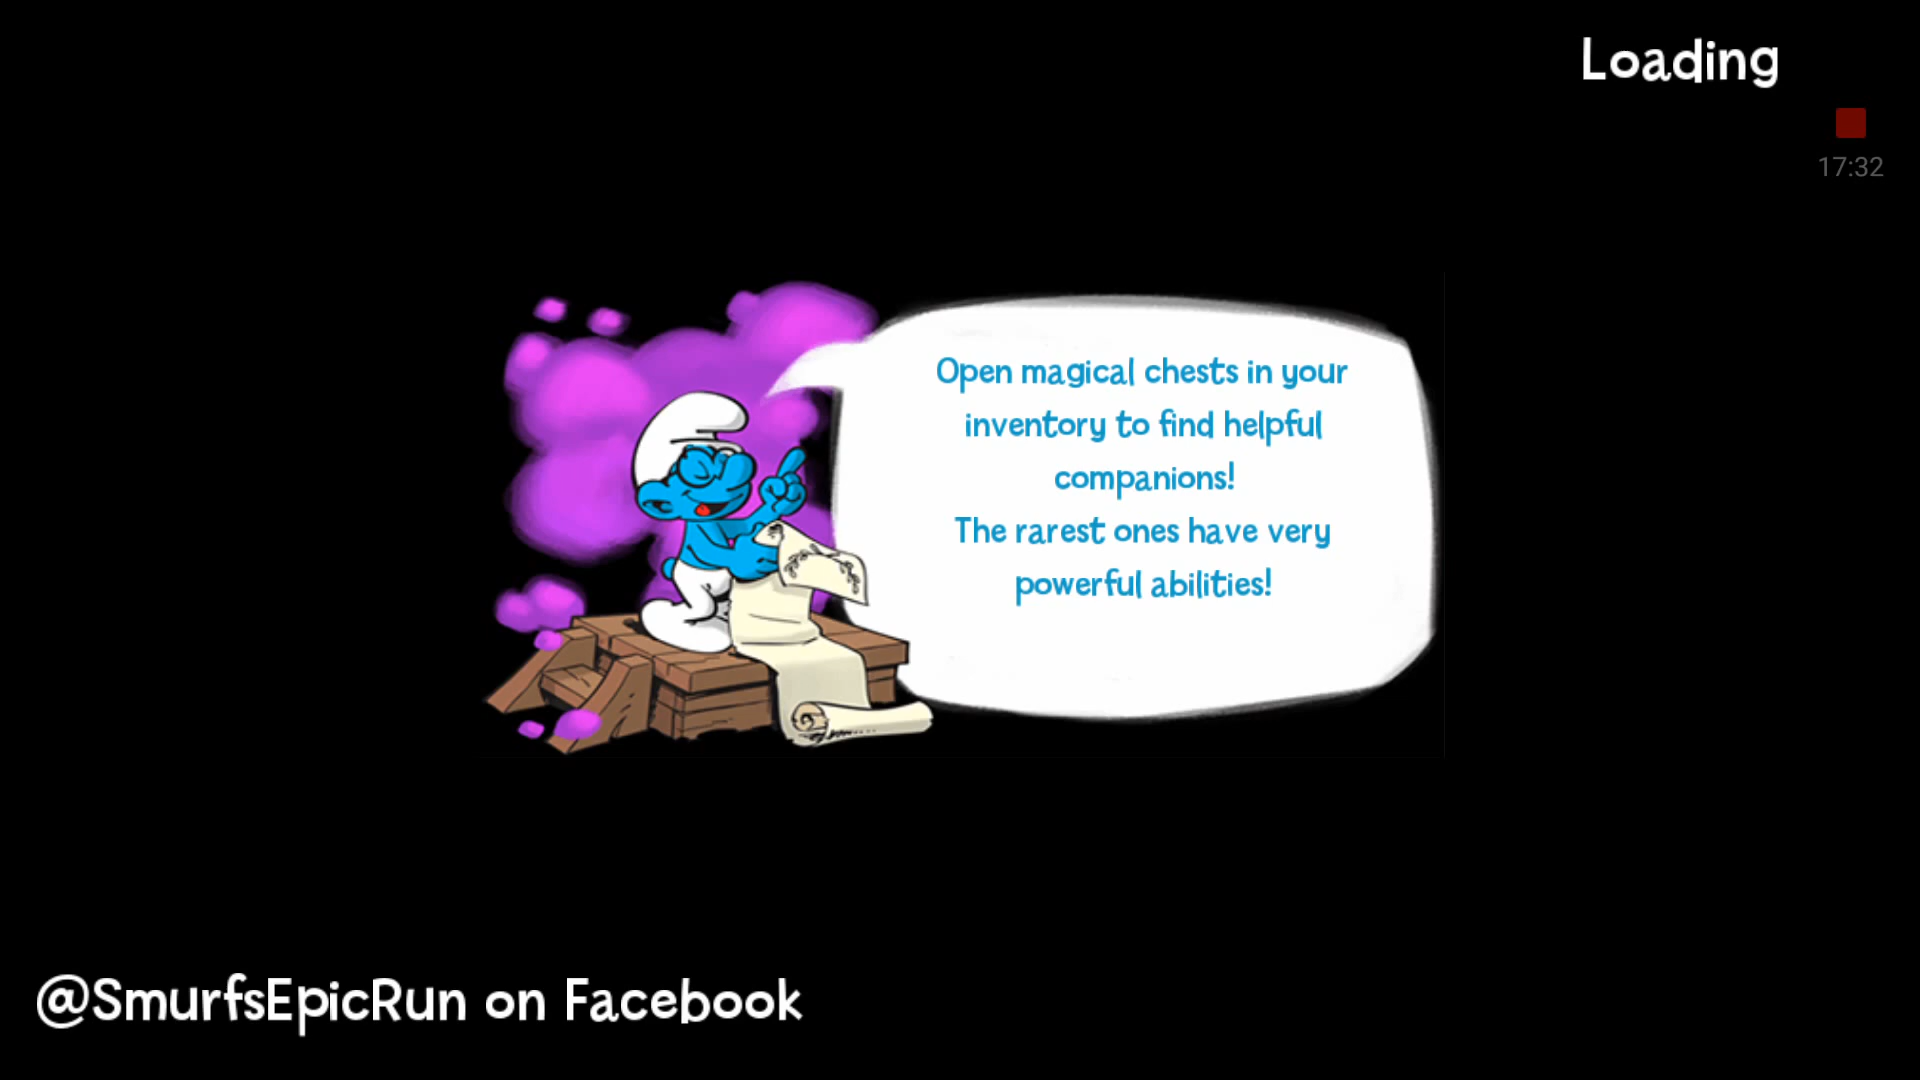 Loading
17:32
Open magical chests in your
inventory to find helpful
companions!
The rarest ones have very
powerful abilities!
@SmurfsEpicRun on Facebook